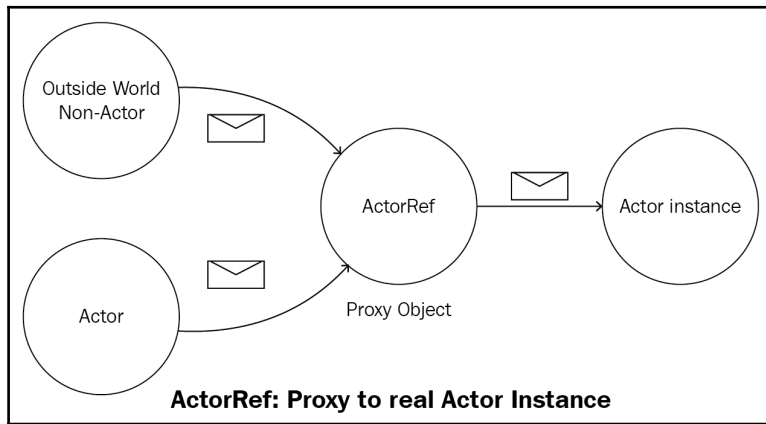 Outside World
Non-Actor
ActorRef
Actor instance
Actor
Proxy Object
ActorRef: Proxy to real Actor Instance